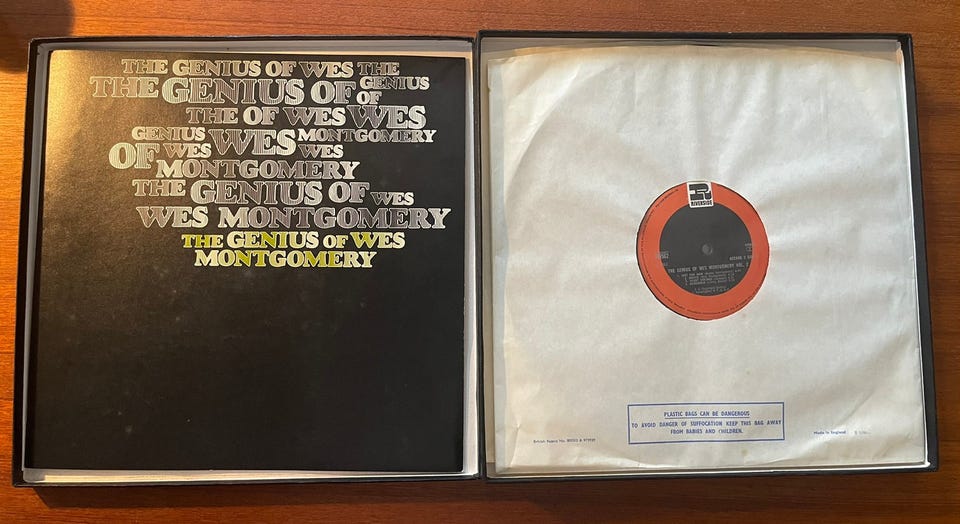 THE GENIUS OF WES THE
THE GENIUS OF GENIUS
OF
THE OF WES WES
GENIUS WES MONTGOMERY
OF WES WES
MONTGOMERY
THE GENIUS OF WES
WES MONTGOMERY
THE GENIUS OF WES
MONTGOMERY
R
RIVERSIDE
THE GENIUS OF WES MONTGOMERY VOL.
PLASTIC BAGS CAN BE DANGEROUS
TO AVOID DANGER OF SUFFOCATION KEEP THIS BAG AWAY
FROM BABIES AND CHILDREN.
British Patent No.
Made in England